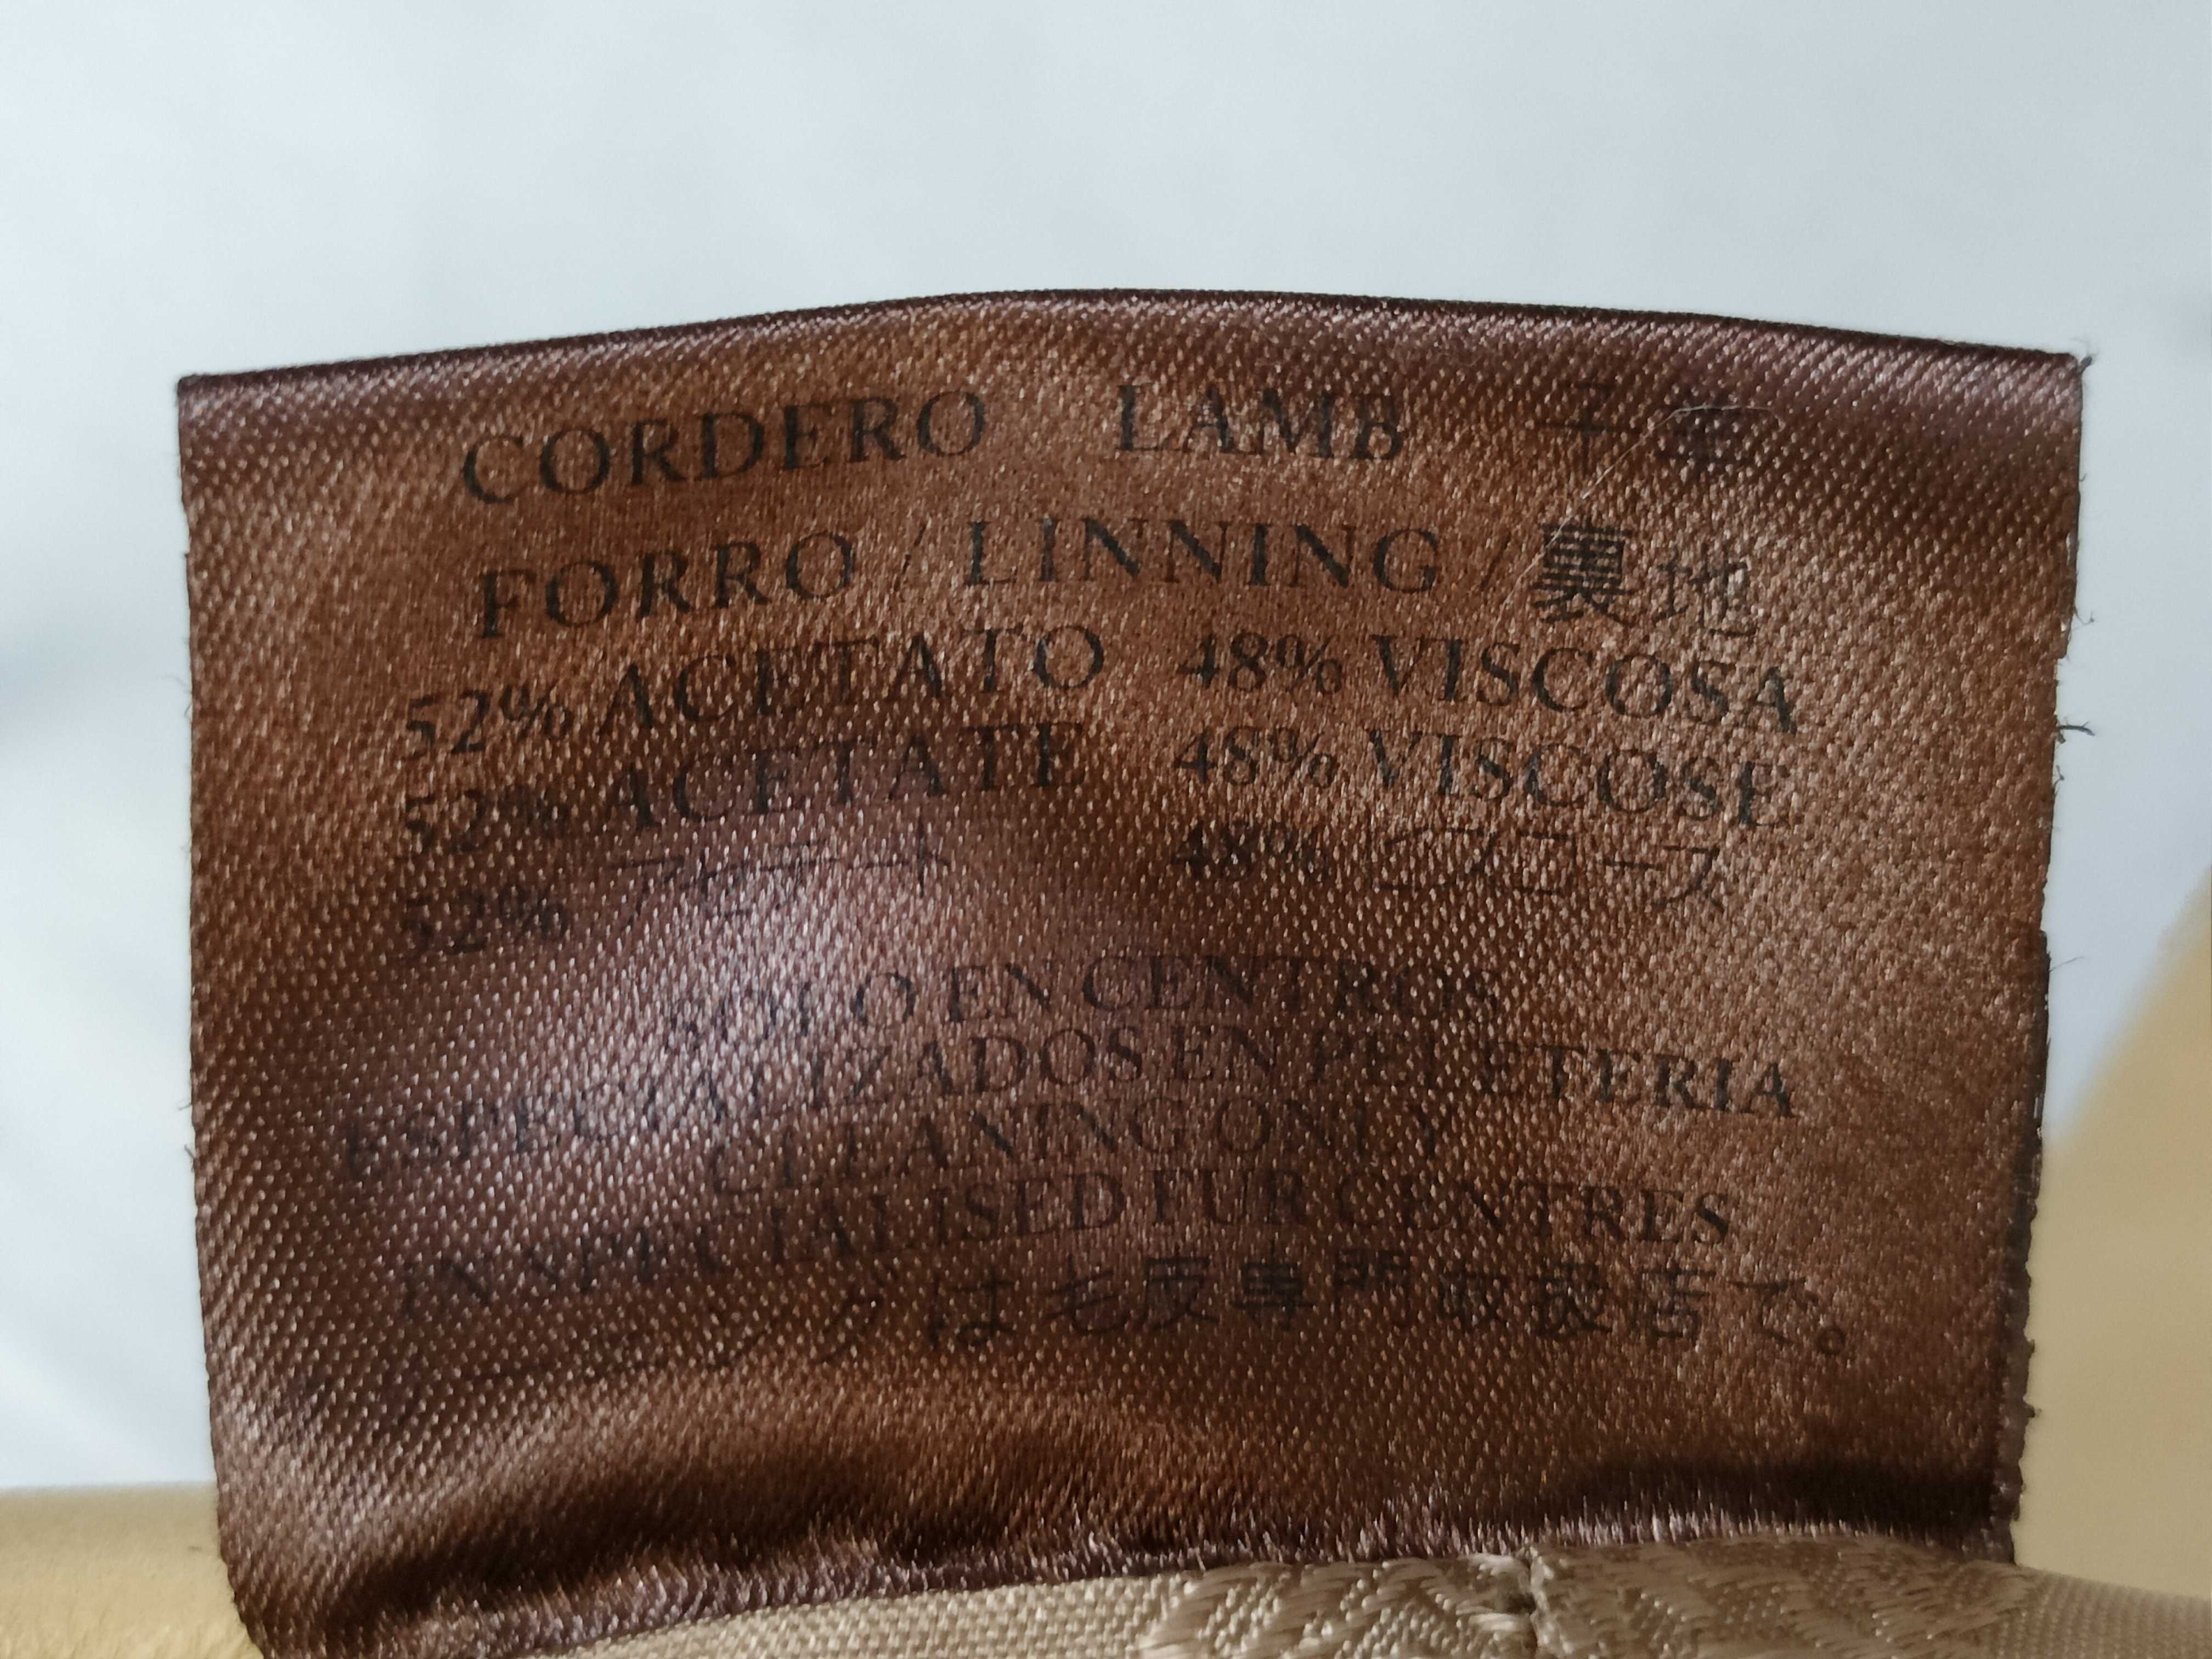 CORDERO LAMB 子羊
FORRO / LINNING / 裏地
52% ACETATO 48% VISCOSA
52% ACETATE 48% VISCOSE
52% アセテート 48% ビスコース
SOLO EN CENTROS
ESPECIALIZADOS EN PELETERIA
CLEANING ONLY
IN SPECIALISED FUR CENTRES
クリーニングは毛皮専門取扱店で。